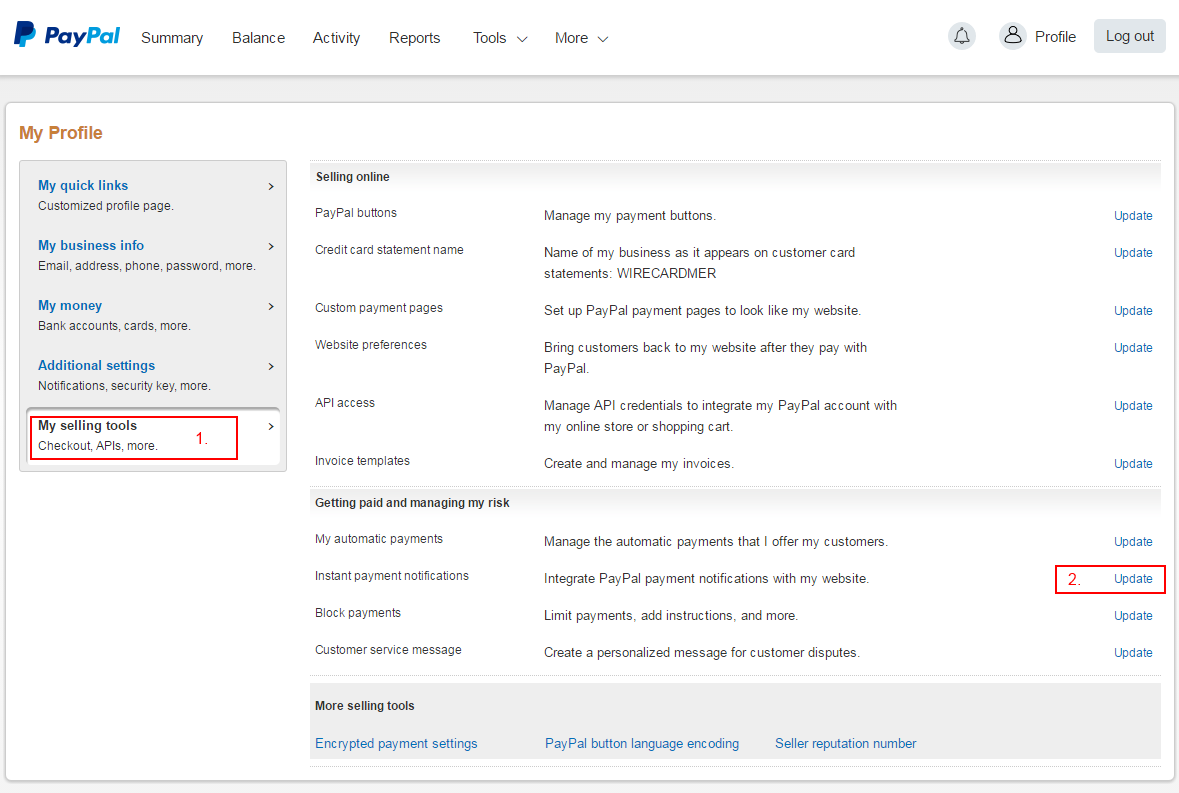 PayPal Summary Balance Activity Reports Tools More Profile Log out
My Profile
My quick links
Customized profile page.
My business info
Email, address, phone, password, more.
My money
Bank accounts, cards, more.
Additional settings
Notifications, security key, more.
My selling tools
Checkout, APIs, more. 1.
Selling online
PayPal buttons Manage my payment buttons. Update
Credit card statement name Name of my business as it appears on customer card Update
statements: WIRECARDMER
Custom payment pages Set up PayPal payment pages to look like my website. Update
Website preferences Bring customers back to my website after they pay with Update
PayPal.
API access Manage API credentials to integrate my PayPal account with Update
my online store or shopping cart.
Invoice templates Create and manage my invoices. Update
Getting paid and managing my risk
My automatic payments Manage the automatic payments that I offer my customers. Update
Instant payment notifications Integrate PayPal payment notifications with my website. 2. Update
Block payments Limit payments, add instructions, and more. Update
Customer service message Create a personalized message for customer disputes. Update
More selling tools
Encrypted payment settings PayPal button language encoding Seller reputation number